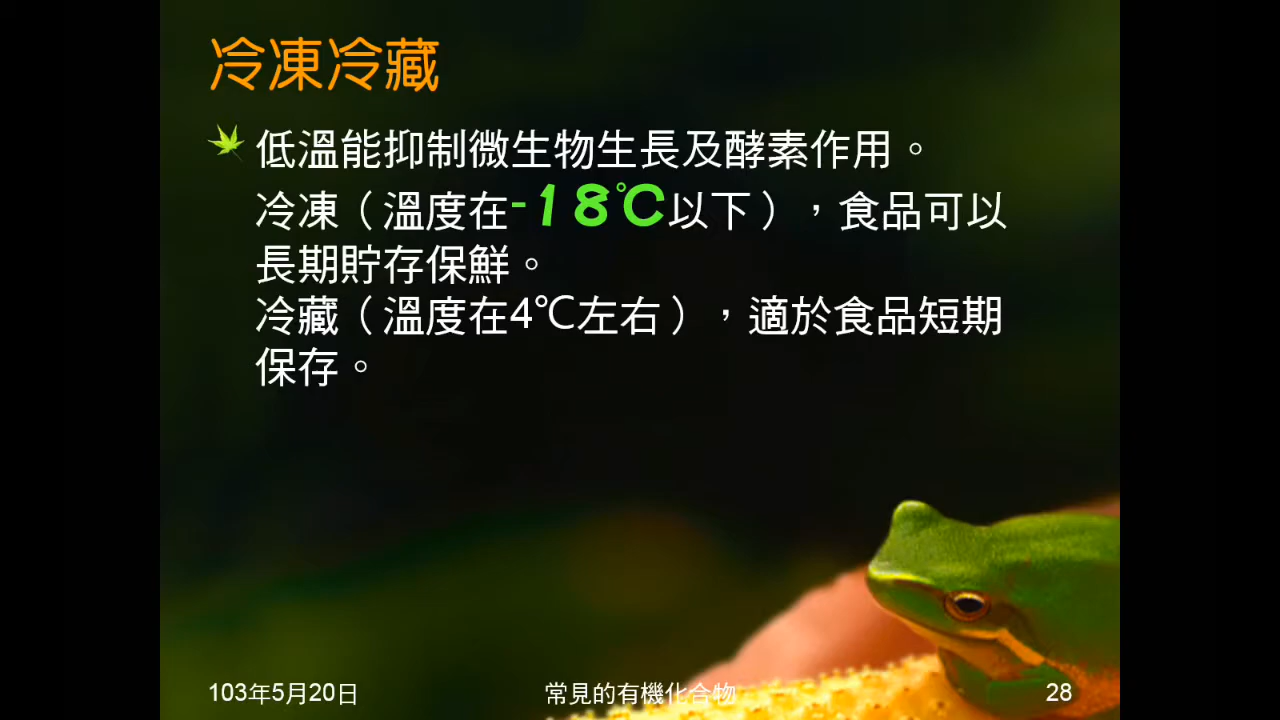 冷凍冷藏
低溫能抑制微生物生長及酵素作用。
冷凍（溫度在-18℃以下），食品可以
長期貯存保鮮。
冷藏（溫度在4℃左右），適於食品短期
保存。
103年5月20日
常見的有機化合物
28